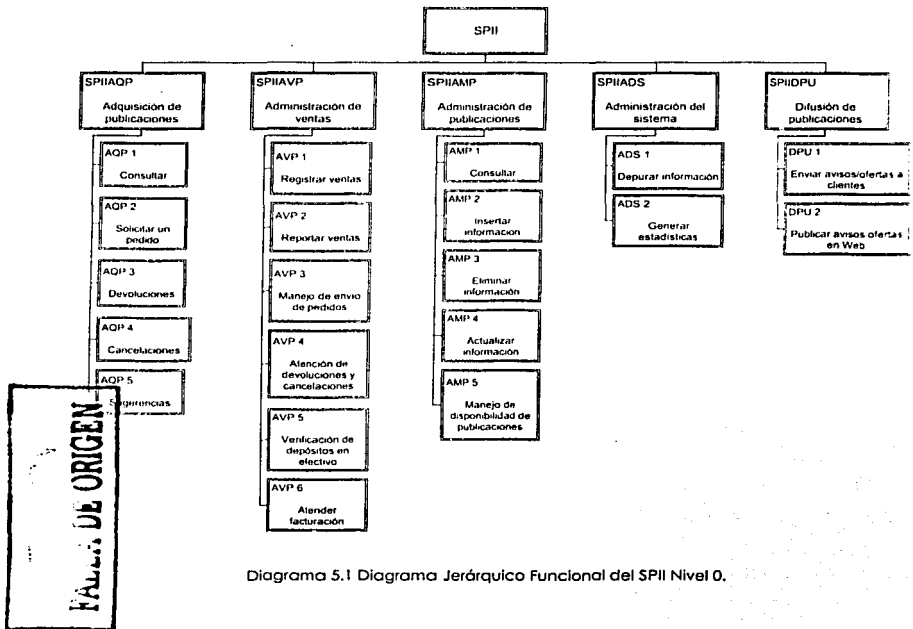 SPII
SPIIAQP
Adquisición de
publicaciones
AQP 1
Consultar
AQP 2
Solicitar un
pedido
AQP 3
Devoluciones
AQP 4
Cancelaciones
AQP 5
Sugerencias
SPIIAVP
Administración de
ventas
AVP 1
Registrar ventas
AVP 2
Reportar ventas
AVP 3
Manejo de envio
de pedidos
AVP 4
Atención de
devoluciones y
cancelaciones
AVP 5
Verificación de
depósitos en
efectivo
AVP 6
Atender
facturación
SPIIAMP
Administración de
publicaciones
AMP 1
Consultar
AMP 2
Insertar
información
AMP 3
Eliminar
información
AMP 4
Actualizar
información
AMP 5
Manejo de
disponibilidad de
publicaciones
SPIIADS
Administración del
sistema
ADS 1
Depurar información
ADS 2
Generar
estadísticas
SPIIDPU
Difusión de
publicaciones
DPU 1
Enviar avisos/ofertas a
clientes
DPU 2
Publicar avisos ofertas
en Web
FALLA DE ORIGEN
Diagrama 5.1 Diagrama Jerárquico Funcional del SPII Nivel 0.